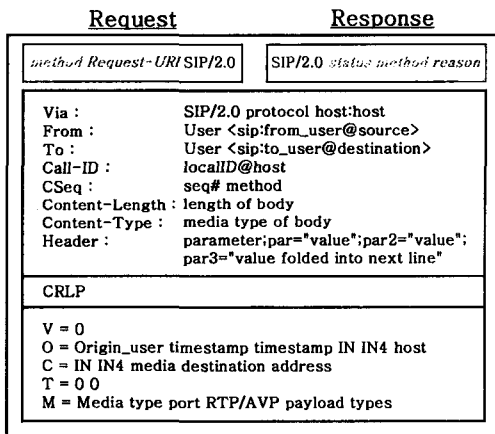 Request
Response
method Request-URI SIP/2.0
SIP/2.0 status method reason
Via : SIP/2.0 protocol host:host
From : User <sip:from_user@source>
To : User <sip:to_user@destination>
Call-ID : localID@host
CSeq : seq# method
Content-Length : length of body
Content-Type : media type of body
Header : parameter;par="value";par2="value";
par3="value folded into next line"
CRLP
V = 0
O = Origin_user timestamp timestamp IN IN4 host
C = IN IN4 media destination address
T = 0 0
M = Media type port RTP/AVP payload types